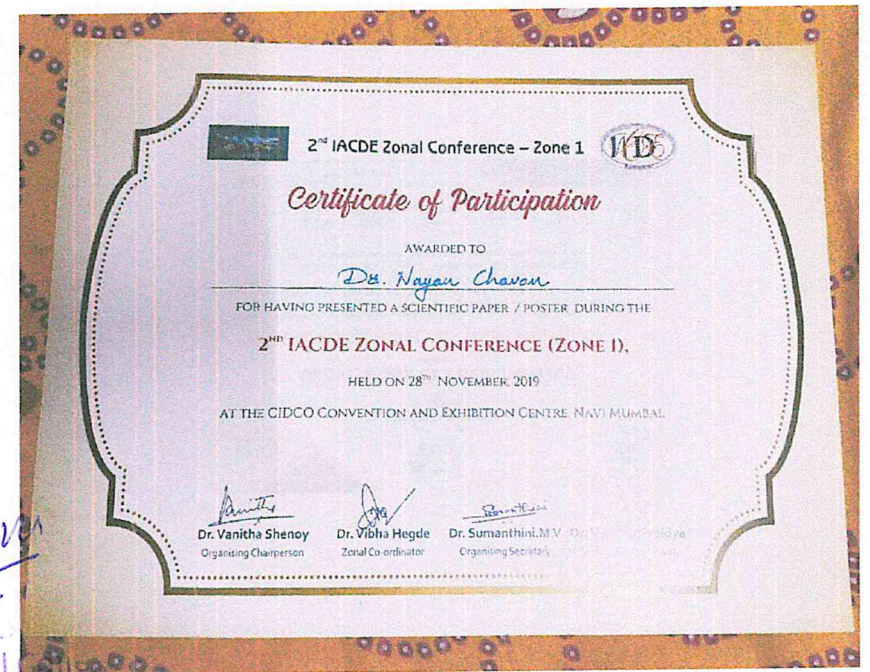 2nd IACDE Zonal Conference – Zone 1
Certificate of Participation
AWARDED TO
Dr. Nayan Chavan
FOR HAVING PRESENTED A SCIENTIFIC PAPER / POSTER DURING THE
2ND IACDE ZONAL CONFERENCE (ZONE 1),
HELD ON 28TH NOVEMBER, 2019
AT THE CIDCO CONVENTION AND EXHIBITION CENTRE, NAVI MUMBAI.
Dr. Vanitha Shenoy Dr. Vibha Hegde Dr. Sumanthini.M.V Dr.
Organising Chairperson Zonal Co-ordinator Organising Secretary